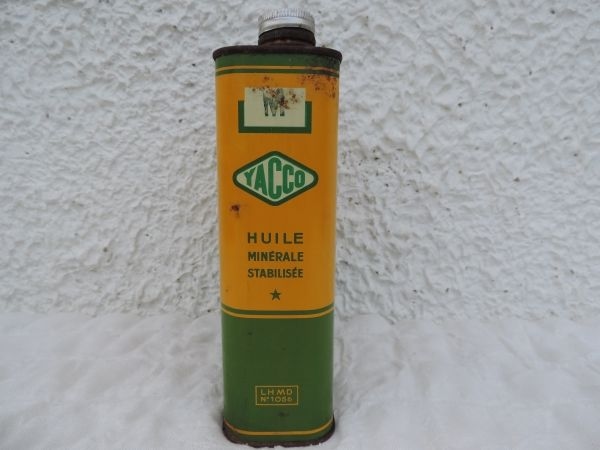 M
YACCO
HUILE
MINÉRALE
STABILISÉE
LHMD
N°1056